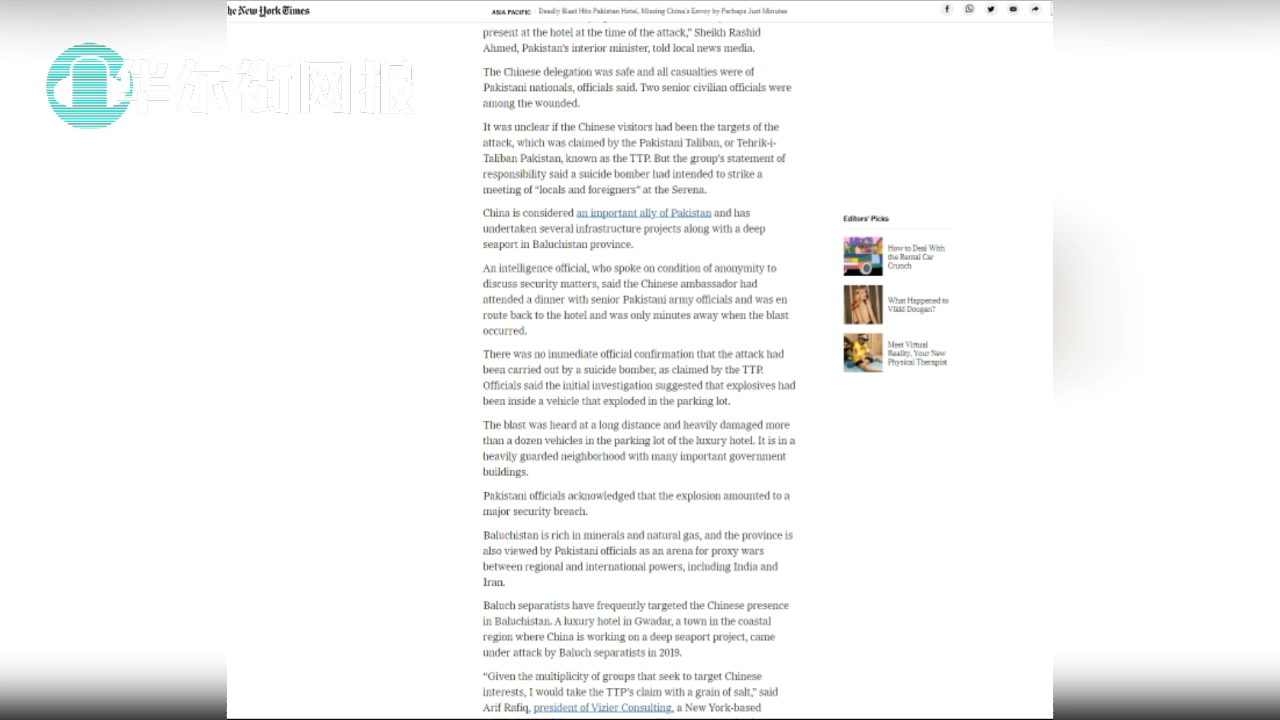 The New York Times
ASIA PACIFIC | Deadly Blast Hits Pakistan Hotel, Missing China's Envoy by Perhaps Just Minutes
华尔街网报
present at the hotel at the time of the attack,” Sheikh Rashid
Ahmed, Pakistan's interior minister, told local news media.
The Chinese delegation was safe and all casualties were of
Pakistani nationals, officials said. Two senior civilian officials were
among the wounded.
It was unclear if the Chinese visitors had been the targets of the
attack, which was claimed by the Pakistani Taliban, or Tehrik-i-
Taliban Pakistan, known as the TTP. But the group's statement of
responsibility said a suicide bomber had intended to strike a
meeting of “locals and foreigners” at the Serena.
China is considered an important ally of Pakistan and has
undertaken several infrastructure projects along with a deep
seaport in Baluchistan province.
An intelligence official, who spoke on condition of anonymity to
discuss security matters, said the Chinese ambassador had
attended a dinner with senior Pakistani army officials and was en
route back to the hotel and was only minutes away when the blast
occurred.
There was no immediate official confirmation that the attack had
been carried out by a suicide bomber, as claimed by the TTP.
Officials said the initial investigation suggested that explosives had
been inside a vehicle that exploded in the parking lot.
The blast was heard at a long distance and heavily damaged more
than a dozen vehicles in the parking lot of the luxury hotel. It is in a
heavily guarded neighborhood with many important government
buildings.
Pakistani officials acknowledged that the explosion amounted to a
major security breach.
Baluchistan is rich in minerals and natural gas, and the province is
also viewed by Pakistani officials as an arena for proxy wars
between regional and international powers, including India and
Iran.
Baluch separatists have frequently targeted the Chinese presence
in Baluchistan. A luxury hotel in Gwadar, a town in the coastal
region where China is working on a deep seaport project, came
under attack by Baluch separatists in 2019.
“Given the multiplicity of groups that seek to target Chinese
interests, I would take the TTP's claim with a grain of salt,” said
Arif Rafiq, president of Vizier Consulting, a New York-based
Editors' Picks
How to Deal With
the Rental Car
Crunch
What Happened to
Vikki Dougan?
Meet Virtual
Reality, Your New
Physical Therapist